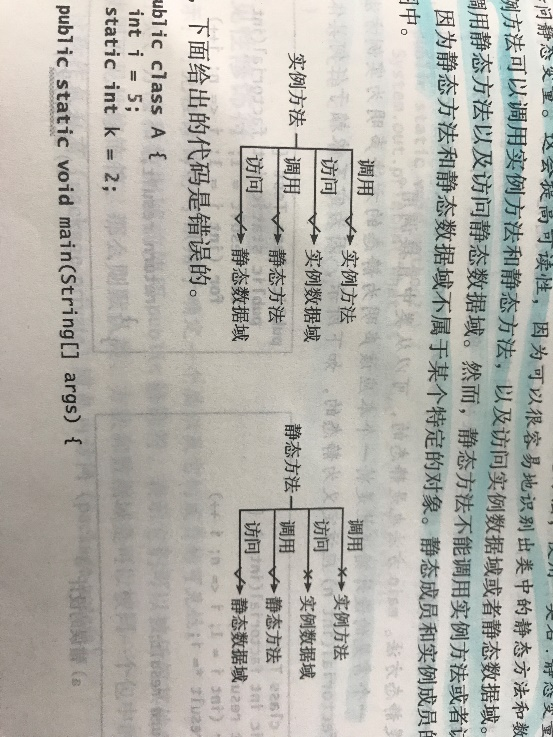 问静态变量。这会提高可读性，因为可以很容易地识别出类中的静态方法和数
例方法可以调用实例方法和静态方法，以及访问实例数据域或者静态数据域。
调用静态方法以及访问静态数据域。然而，静态方法不能调用实例方法或者
因为静态方法和静态数据域不属于某个特定的对象。静态成员和实例成员的
中。
实例方法
调用 实例方法
访问 实例数据域
调用 静态方法
访问 静态数据域
静态方法
调用 实例方法
访问 实例数据域
调用 静态方法
访问 静态数据域
，下面给出的代码是错误的。
ublic class A {
int i = 5;
static int k = 2;
public static void main(String[] args) {